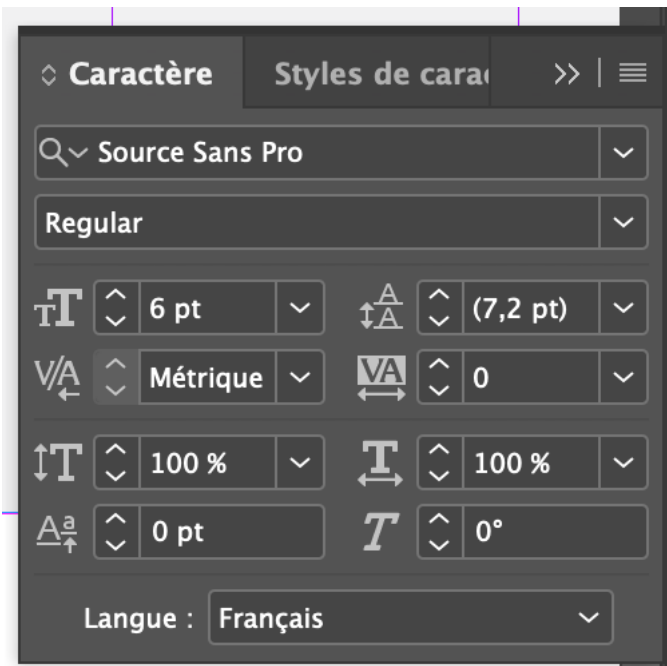 Caractère Styles de cara
Source Sans Pro
Regular
6 pt (7,2 pt)
Métrique 0
100 % 100 %
0 pt 0°
Langue : Français